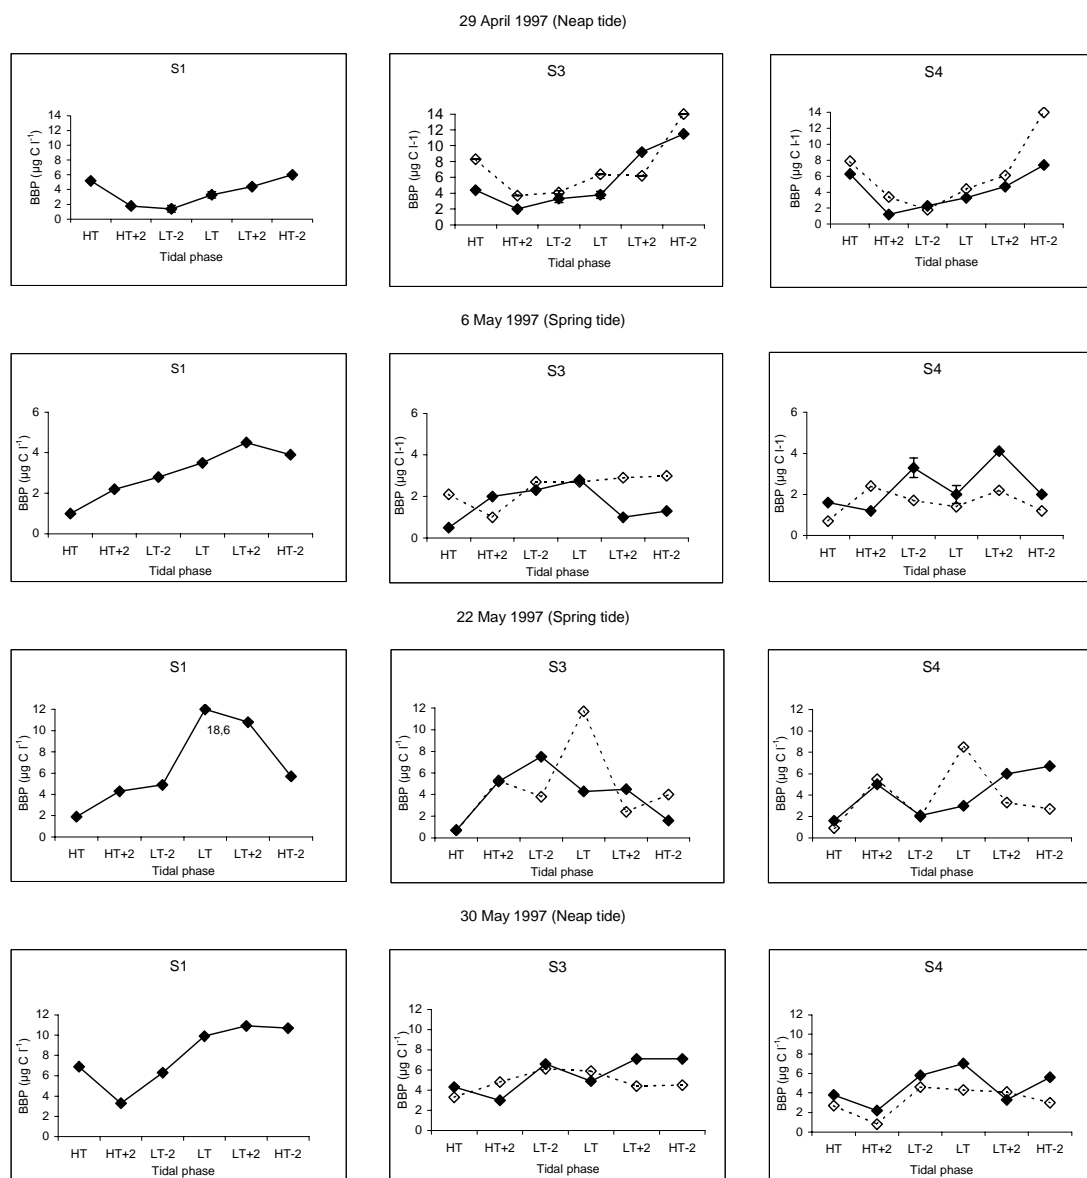 29 April 1997 (Neap tide)
S1
BBP (µg C l⁻¹)
14
12
10
8
6
4
2
0
HT HT+2 LT-2 LT LT+2 HT-2
Tidal phase
S3
BBP (µg C l-1)
14
12
10
8
6
4
2
0
HT HT+2 LT-2 LT LT+2 HT-2
Tidal phase
S4
BBP (µg C l-1)
14
12
10
8
6
4
2
0
HT HT+2 LT-2 LT LT+2 HT-2
Tidal phase
6 May 1997 (Spring tide)
S1
BBP (µg C l⁻¹)
6
4
2
0
HT HT+2 LT-2 LT LT+2 HT-2
Tidal phase
S3
BBP (µg C l-1)
6
4
2
0
HT HT+2 LT-2 LT LT+2 HT-2
Tidal phase
S4
BBP (µg C l-1)
6
4
2
0
HT HT+2 LT-2 LT LT+2 HT-2
Tidal phase
22 May 1997 (Spring tide)
S1
BBP (µg C l⁻¹)
12
10
8
6
4
2
0
18,6
HT HT+2 LT-2 LT LT+2 HT-2
Tidal phase
S3
BBP (µg C l⁻¹)
12
10
8
6
4
2
0
HT HT+2 LT-2 LT LT+2 HT-2
Tidal phase
S4
BBP (µg C l⁻¹)
12
10
8
6
4
2
0
HT HT+2 LT-2 LT LT+2 HT-2
Tidal phase
30 May 1997 (Neap tide)
S1
BBP (µg C l⁻¹)
12
10
8
6
4
2
0
HT HT+2 LT-2 LT LT+2 HT-2
Tidal phase
S3
BBP (µg C l⁻¹)
12
10
8
6
4
2
0
HT HT+2 LT-2 LT LT+2 HT-2
Tidal phase
S4
BBP (µg C l⁻¹)
12
10
8
6
4
2
0
HT HT+2 LT-2 LT LT+2 HT-2
Tidal phase